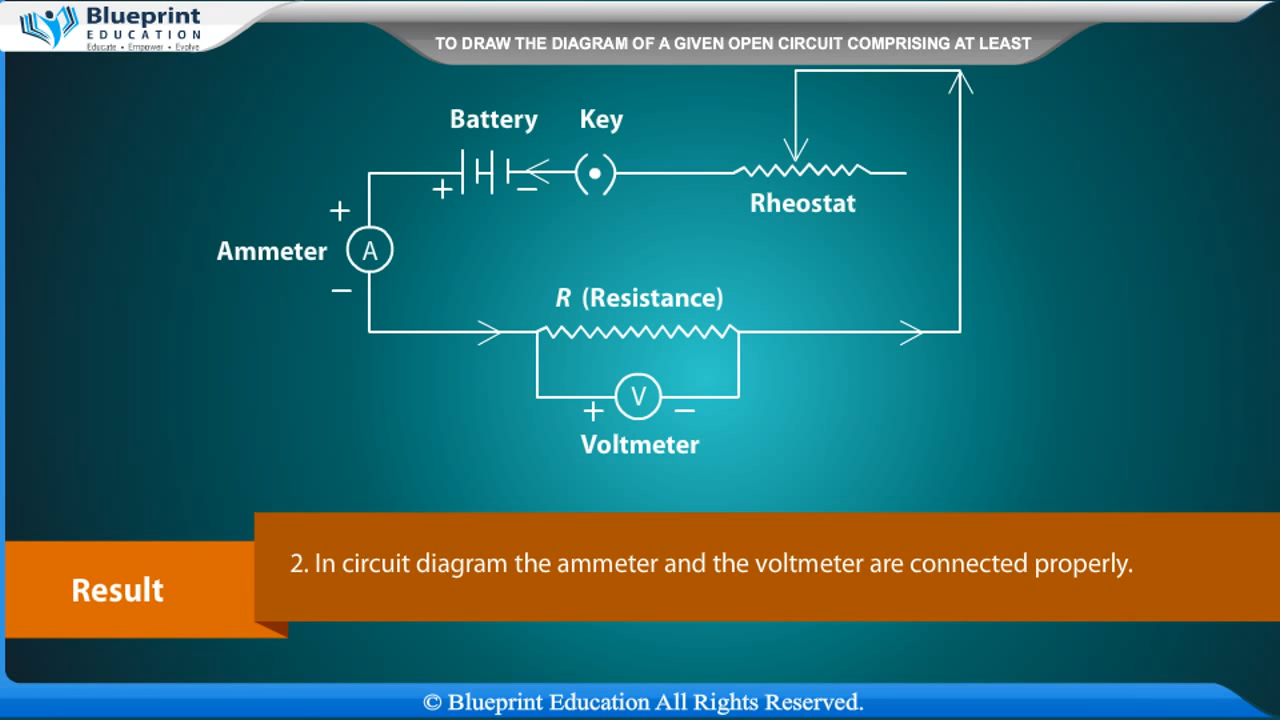 Blueprint
EDUCATION
Educate • Empower • Evolve
TO DRAW THE DIAGRAM OF A GIVEN OPEN CIRCUIT COMPRISING AT LEAST
Battery Key
+ −
Rheostat
+
Ammeter A
−
R (Resistance)
+ V −
Voltmeter
Result
2. In circuit diagram the ammeter and the voltmeter are connected properly.
© Blueprint Education All Rights Reserved.